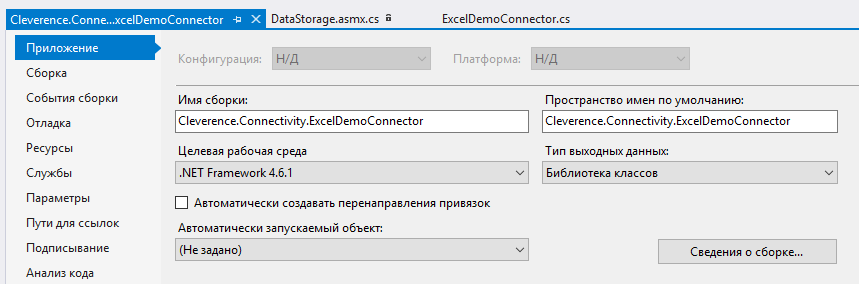 Cleverence.Conne...xcelDemoConnector DataStorage.asmx.cs ExcelDemoConnector.cs
Приложение
Сборка
События сборки
Отладка
Ресурсы
Службы
Параметры
Пути для ссылок
Подписывание
Анализ кода
Конфигурация: Н/Д Платформа: Н/Д
Имя сборки: Пространство имен по умолчанию:
Cleverence.Connectivity.ExcelDemoConnector Cleverence.Connectivity.ExcelDemoConnector
Целевая рабочая среда Тип выходных данных:
.NET Framework 4.6.1 Библиотека классов
Автоматически создавать перенаправления привязок
Автоматически запускаемый объект:
(Не задано) Сведения о сборке...